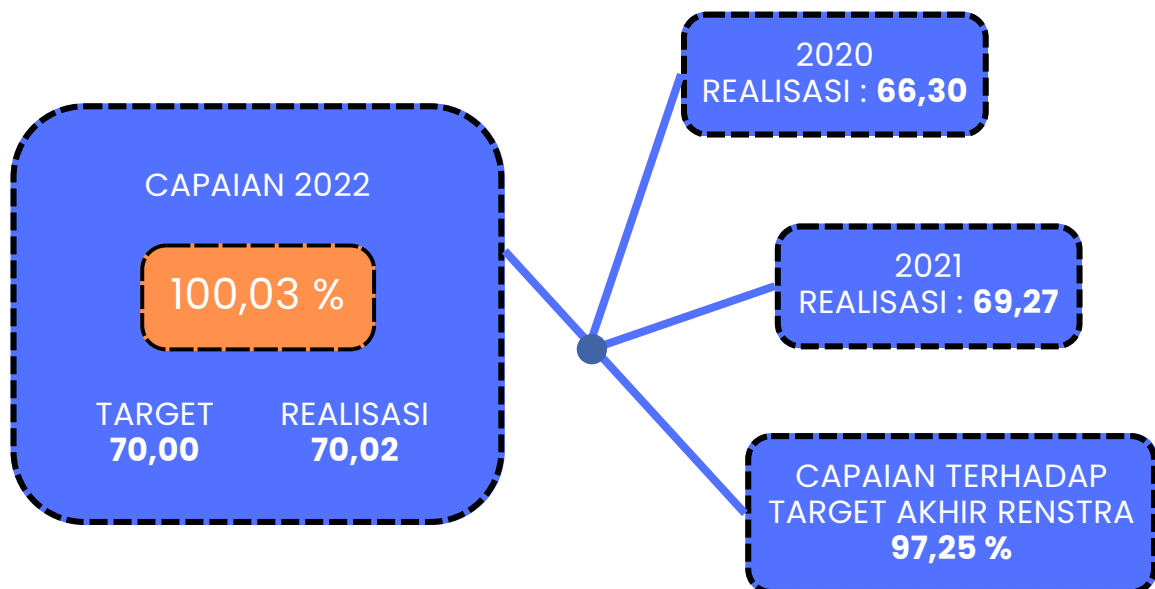 CAPAIAN 2022
100,03 %
TARGET
70,00
REALISASI
70,02
2020
REALISASI : 66,30
2021
REALISASI : 69,27
CAPAIAN TERHADAP
TARGET AKHIR RENSTRA
97,25 %